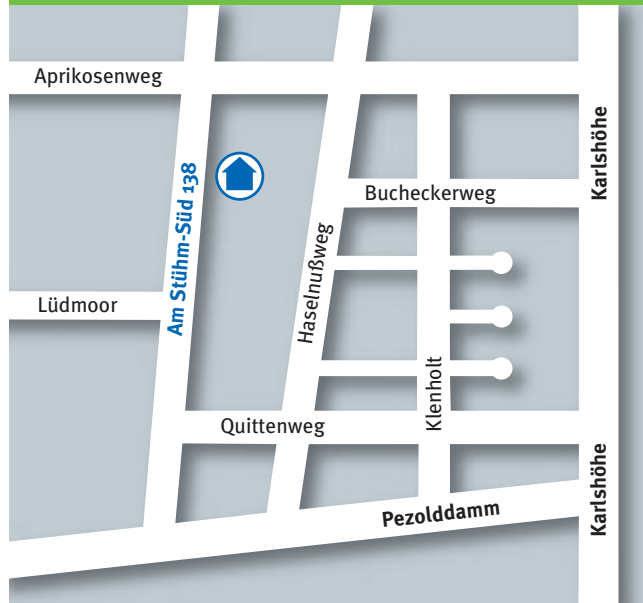 Aprikosenweg
Karlshöhe
Am Stühm-Süd 138
Bucheckerweg
Haselnußweg
Lüdmoor
Klenholt
Quittenweg
Karlshöhe
Pezolddamm